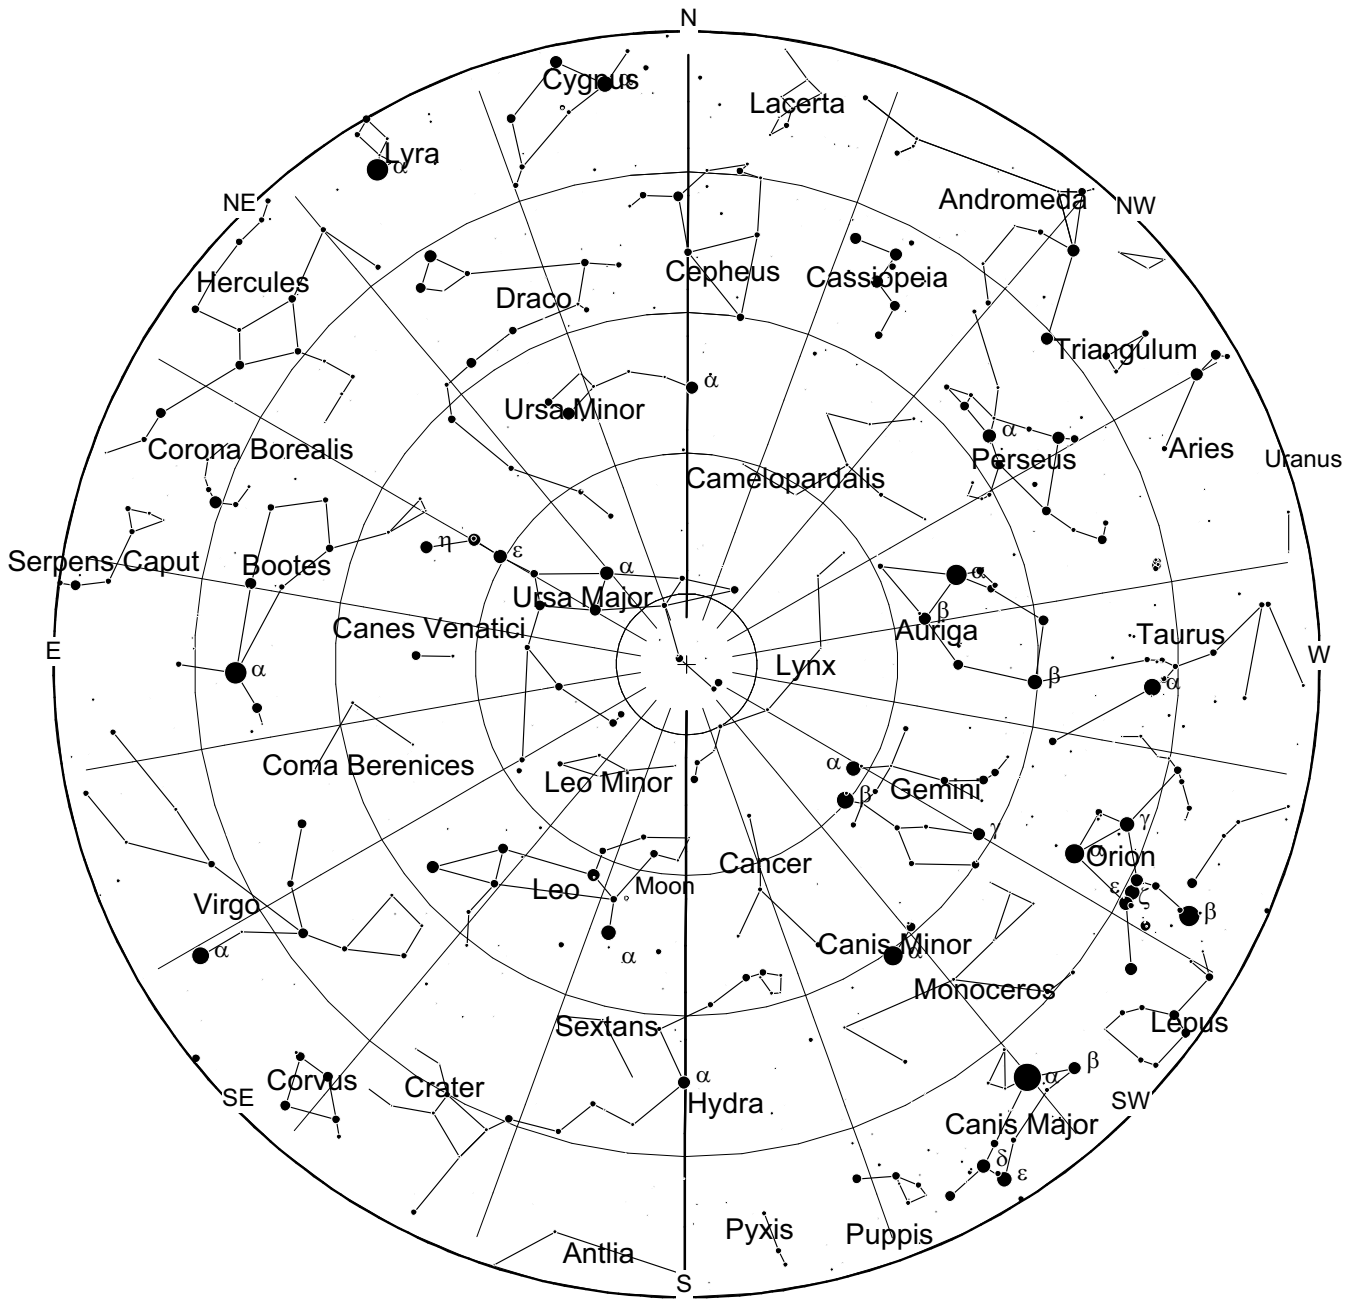 N
Cygnus α
Lacerta
Lyra
α
Andromeda
NE
NW
Hercules
Draco
Cepheus
Cassiopeia
Triangulum
Ursa Minor
α
Corona Borealis
α
Perseus
Aries
Uranus
Camelopardalis
Serpens Caput
Bootes
η
ε
α
α
Ursa Major
β
Auriga
Canes Venatici
Taurus
E
W
α
Lynx
β
α
Coma Berenices
Leo Minor
α
β
Gemini
γ
γ
α
Orion
Cancer
Leo
Moon
ε
ζ
Virgo
β
α
α
Canis Minor
α
Monoceros
Sextans
Lepus
Corvus
Crater
α
Hydra
α
β
SE
SW
Canis Major
δ
ε
Pyxis
Puppis
Antlia
S